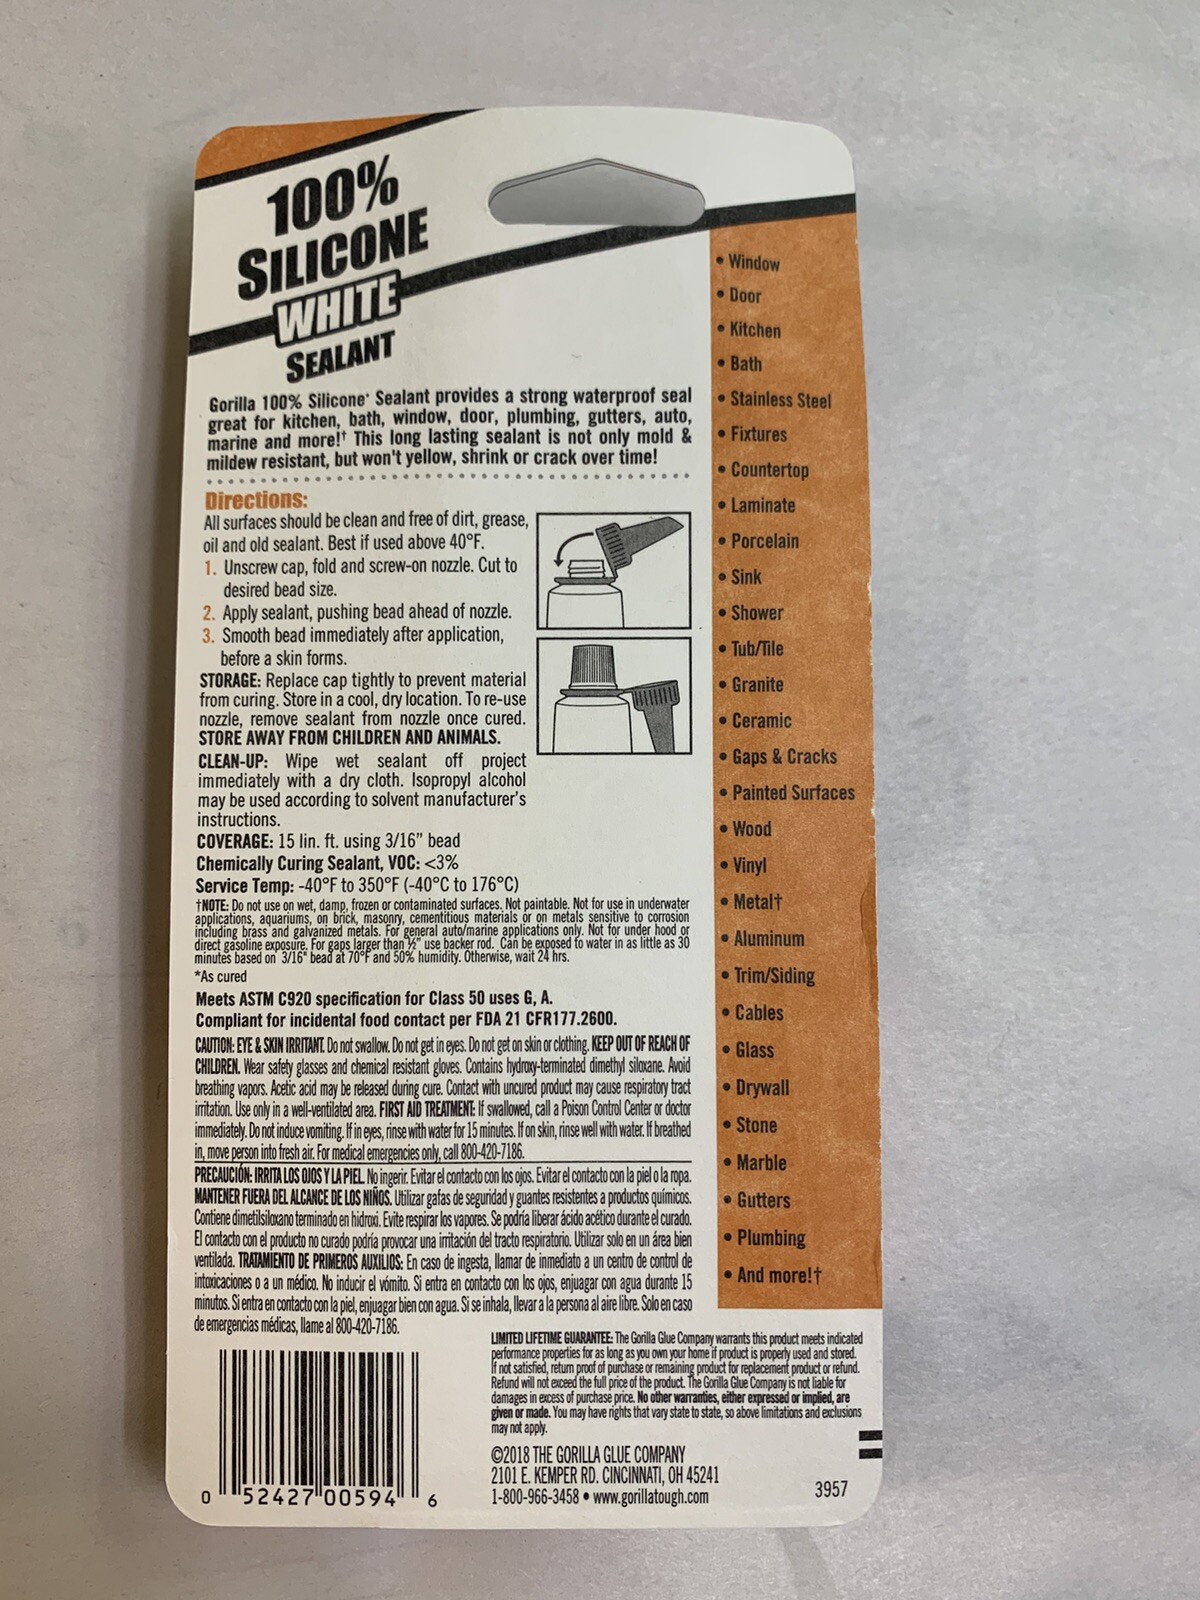 100%
SILICONE
WHITE
SEALANT
Gorilla 100% Silicone* Sealant provides a strong waterproof seal
great for kitchen, bath, window, door, plumbing, gutters, auto,
marine and more!† This long lasting sealant is not only mold &
mildew resistant, but won't yellow, shrink or crack over time!
Directions:
All surfaces should be clean and free of dirt, grease,
oil and old sealant. Best if used above 40°F.
1. Unscrew cap, fold and screw-on nozzle. Cut to
desired bead size.
2. Apply sealant, pushing bead ahead of nozzle.
3. Smooth bead immediately after application,
before a skin forms.
STORAGE: Replace cap tightly to prevent material
from curing. Store in a cool, dry location. To re-use
nozzle, remove sealant from nozzle once cured.
STORE AWAY FROM CHILDREN AND ANIMALS.
CLEAN-UP: Wipe wet sealant off project
immediately with a dry cloth. Isopropyl alcohol
may be used according to solvent manufacturer's
instructions.
COVERAGE: 15 lin. ft. using 3/16" bead
Chemically Curing Sealant, VOC: <3%
Service Temp: -40°F to 350°F (-40°C to 176°C)
†NOTE: Do not use on wet, damp, frozen or contaminated surfaces. Not paintable. Not for use in underwater
applications, aquariums, on brick, masonry, cementitious materials or on metals sensitive to corrosion
including brass and galvanized metals. For general auto/marine applications only. Not for under hood or
direct gasoline exposure. For gaps larger than ½" use backer rod. Can be exposed to water in as little as 30
minutes based on 3/16" bead at 70°F and 50% humidity. Otherwise, wait 24 hrs.
*As cured
Meets ASTM C920 specification for Class 50 uses G, A.
Compliant for incidental food contact per FDA 21 CFR177.2600.
CAUTION: EYE & SKIN IRRITANT. Do not swallow. Do not get in eyes. Do not get on skin or clothing. KEEP OUT OF REACH OF
CHILDREN. Wear safety glasses and chemical resistant gloves. Contains hydroxy-terminated dimethyl siloxane. Avoid
breathing vapors. Acetic acid may be released during cure. Contact with uncured product may cause respiratory tract
irritation. Use only in a well-ventilated area. FIRST AID TREATMENT: If swallowed, call a Poison Control Center or doctor
immediately. Do not induce vomiting. If in eyes, rinse with water for 15 minutes. If on skin, rinse well with water. If breathed
in, move person into fresh air. For medical emergencies only, call 800-420-7186.
PRECAUCIÓN: IRRITA LOS OJOS Y LA PIEL. No ingerir. Evitar el contacto con los ojos. Evitar el contacto con la piel o la ropa.
MANTENER FUERA DEL ALCANCE DE LOS NIÑOS. Utilizar gafas de seguridad y guantes resistentes a productos químicos.
Contiene dimetilsiloxano terminado en hidroxi. Evite respirar los vapores. Se podría liberar ácido acético durante el curado.
El contacto con el producto no curado podría provocar una irritación del tracto respiratorio. Utilizar solo en un área bien
ventilada. TRATAMIENTO DE PRIMEROS AUXILIOS: En caso de ingesta, llamar de inmediato a un centro de control de
intoxicaciones o a un médico. No inducir el vómito. Si entra en contacto con los ojos, enjuagar con agua durante 15
minutos. Si entra en contacto con la piel, enjuagar bien con agua. Si se inhala, llevar a la persona al aire libre. Solo en caso
de emergencias médicas, llame al 800-420-7186.
• Window
• Door
• Kitchen
• Bath
• Stainless Steel
• Fixtures
• Countertop
• Laminate
• Porcelain
• Sink
• Shower
• Tub/Tile
• Granite
• Ceramic
• Gaps & Cracks
• Painted Surfaces
• Wood
• Vinyl
• Metal†
• Aluminum
• Trim/Siding
• Cables
• Glass
• Drywall
• Stone
• Marble
• Gutters
• Plumbing
• And more!†
LIMITED LIFETIME GUARANTEE: The Gorilla Glue Company warrants this product meets indicated
performance properties for as long as you own your home if product is properly used and stored.
If not satisfied, return proof of purchase or remaining product for replacement product or refund.
Refund will not exceed the full price of the product. The Gorilla Glue Company is not liable for
damages in excess of purchase price. No other warranties, either expressed or implied, are
given or made. You may have rights that vary state to state, so above limitations and exclusions
may not apply.
©2018 THE GORILLA GLUE COMPANY
2101 E. KEMPER RD. CINCINNATI, OH 45241
1-800-966-3458 • www.gorillatough.com
3957
0 52427 00594 6